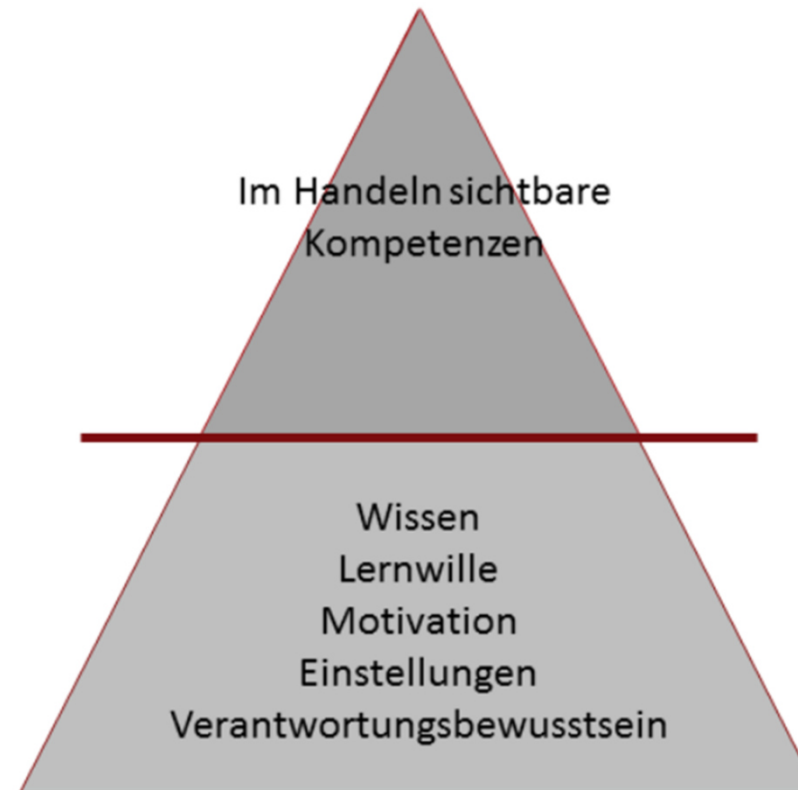 Im Handeln sichtbare
Kompetenzen
Wissen
Lernwille
Motivation
Einstellungen
Verantwortungsbewusstsein